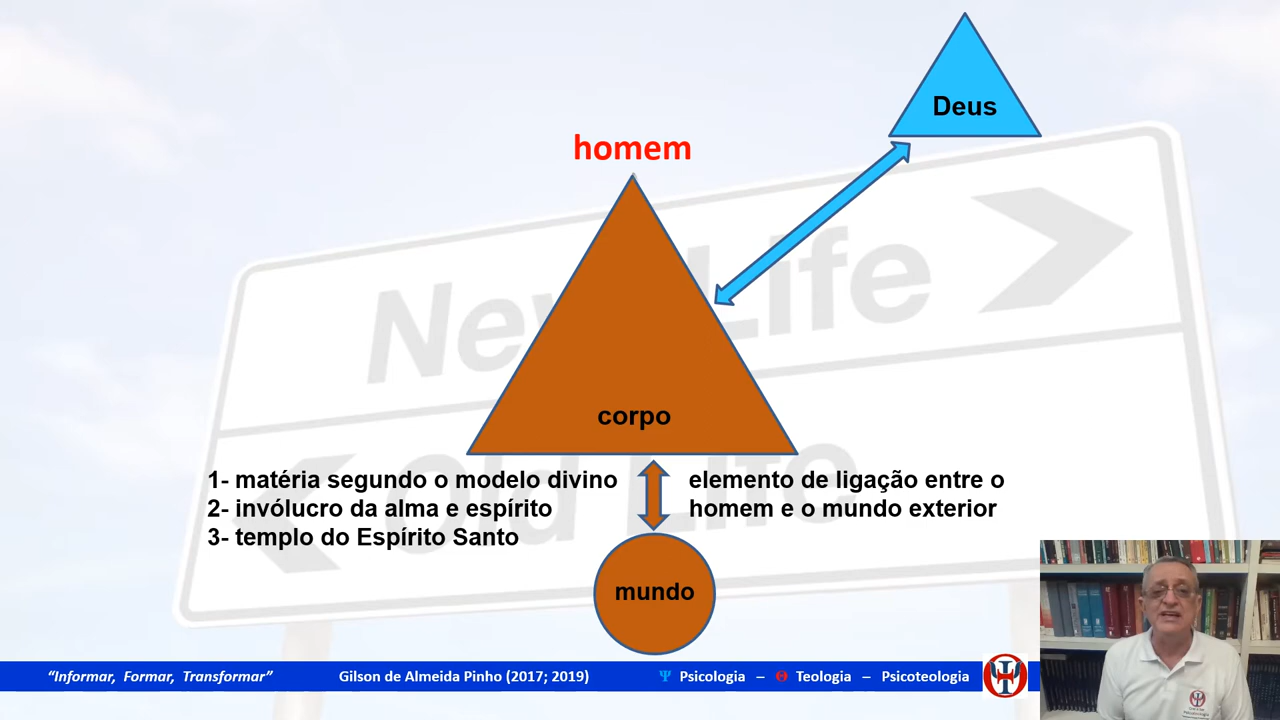 Deus
homem
New Life
corpo
1- matéria segundo o modelo divino
2- invólucro da alma e espírito
3- templo do Espírito Santo
elemento de ligação entre o
homem e o mundo exterior
Old Life
mundo
“Informar, Formar, Transformar” Gilson de Almeida Pinho (2017; 2019) Ψ Psicologia – Θ Teologia – Psicoteologia